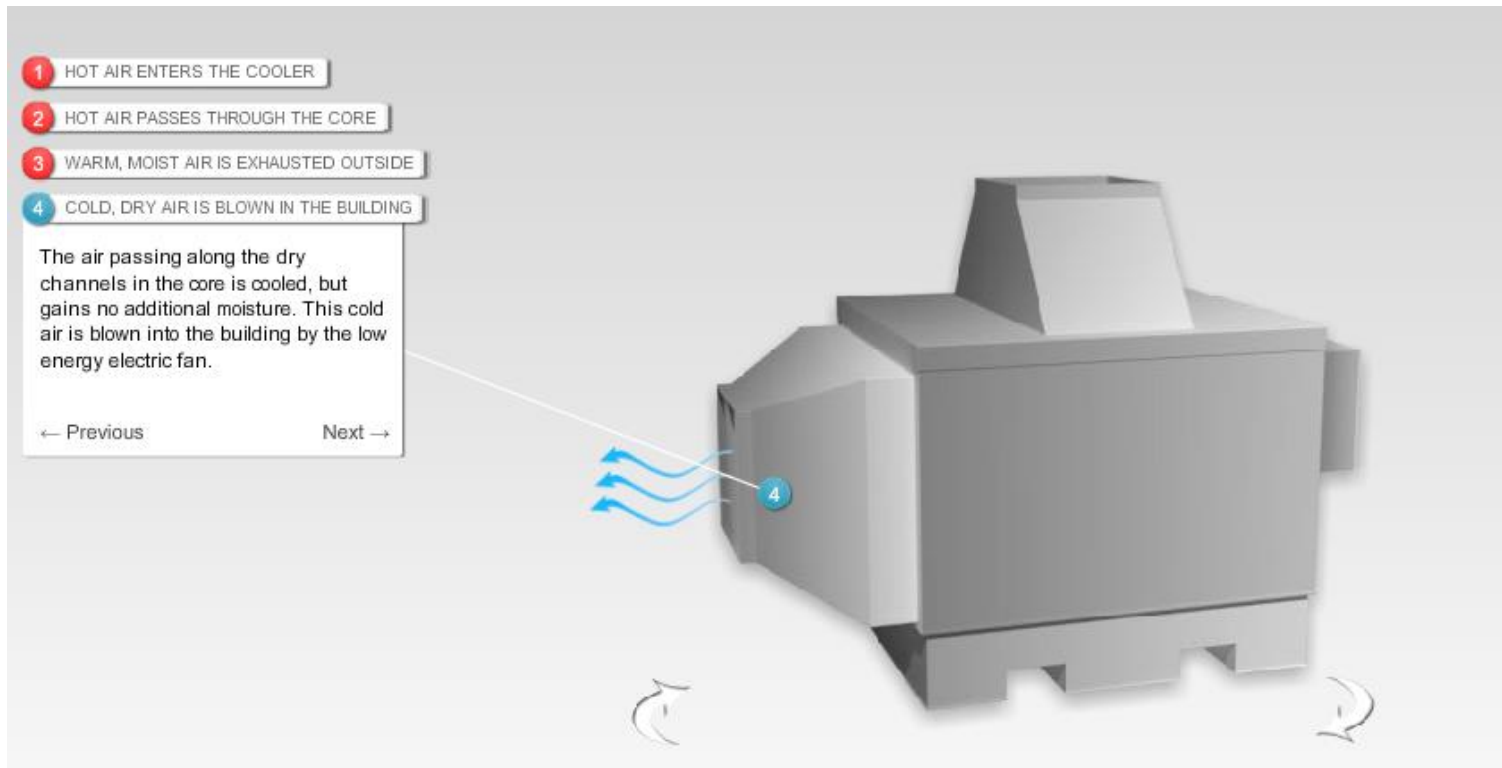 1 HOT AIR ENTERS THE COOLER
2 HOT AIR PASSES THROUGH THE CORE
3 WARM, MOIST AIR IS EXHAUSTED OUTSIDE
4 COLD, DRY AIR IS BLOWN IN THE BUILDING
The air passing along the dry
channels in the core is cooled, but
gains no additional moisture. This cold
air is blown into the building by the low
energy electric fan.
← Previous Next →
4